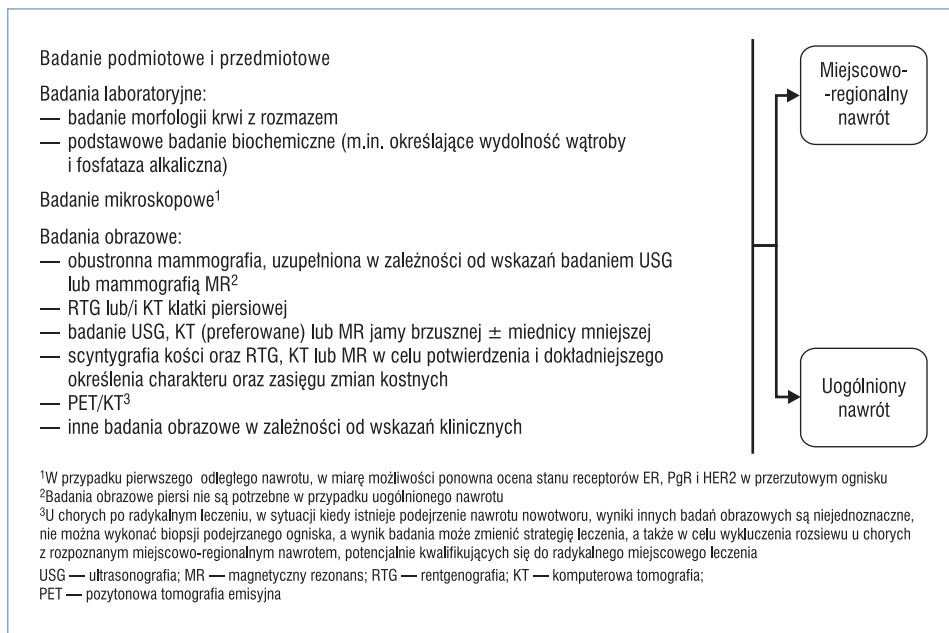 Badanie podmiotowe i przedmiotowe
Badania laboratoryjne:
— badanie morfologii krwi z rozmazem
— podstawowe badanie biochemiczne (m.in. określające wydolność wątroby
i fosfataza alkaliczna)
Badanie mikroskopowe¹
Badania obrazowe:
— obustronna mammografia, uzupełniona w zależności od wskazań badaniem USG
lub mammografią MR²
— RTG lub/i KT klatki piersiowej
— badanie USG, KT (preferowane) lub MR jamy brzusznej ± miednicy mniejszej
— scyntygrafia kości oraz RTG, KT lub MR w celu potwierdzenia i dokładniejszego
określenia charakteru oraz zasięgu zmian kostnych
— PET/KT³
— inne badania obrazowe w zależności od wskazań klinicznych
Miejscowo-
-regionalny
nawrót
Uogólniony
nawrót
¹W przypadku pierwszego odległego nawrotu, w miarę możliwości ponowna ocena stanu receptorów ER, PgR i HER2 w przerzutowym ognisku
²Badania obrazowe piersi nie są potrzebne w przypadku uogólnionego nawrotu
³U chorych po radykalnym leczeniu, w sytuacji kiedy istnieje podejrzenie nawrotu nowotworu, wyniki innych badań obrazowych są niejednoznaczne,
nie można wykonać biopsji podejrzanego ogniska, a wynik badania może zmienić strategię leczenia, a także w celu wykluczenia rozsiewu u chorych
z rozpoznanym miejscowo-regionalnym nawrotem, potencjalnie kwalifikujących się do radykalnego miejscowego leczenia
USG — ultrasonografia; MR — magnetyczny rezonans; RTG — rentgenografia; KT — komputerowa tomografia;
PET — pozytonowa tomografia emisyjna